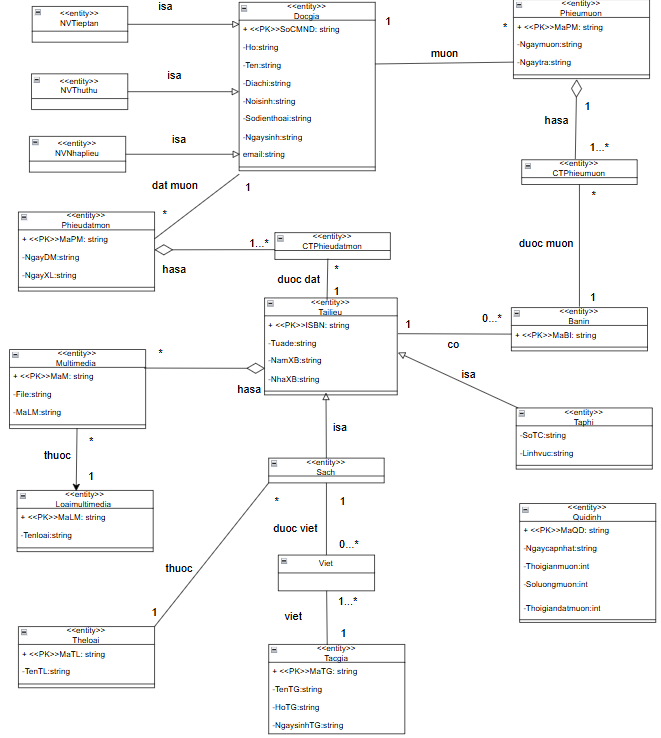 <<entity>>
NVTieptan
isa
<<entity>>
Docgia
+ <<PK>>SoCMND: string
-Ho:string
-Ten:string
-Diachi:string
-Noisinh:string
-Sodienthoai:string
-Ngaysinh:string
email:string
1
muon
*
<<entity>>
Phieumuon
+ <<PK>>MaPM: string
-Ngaymuon:string
-Ngaytra:string
<<entity>>
NVThuthu
isa
<<entity>>
NVNhaplieu
isa
1
hasa
1...*
<<entity>>
CTPhieumuon
*
duoc muon
1
dat muon
1
*
<<entity>>
Phieudatmon
+ <<PK>>MaPM: string
-NgayDM:string
-NgayXL:string
hasa
1...*
<<entity>>
CTPhieudatmon
*
duoc dat
1
<<entity>>
Tailieu
+ <<PK>>ISBN: string
-Tuade:string
-NamXB:string
-NhaXB:string
1
co
0...*
<<entity>>
Banin
+ <<PK>>MaBI: string
<<entity>>
Multimedia
+ <<PK>>MaM: string
-File:string
-MaLM:string
*
hasa
isa
<<entity>>
Taphi
-SoTC:string
-Linhvuc:string
*
thuoc
1
<<entity>>
Loaimultimedia
+ <<PK>>MaLM: string
-Tenloai:string
isa
<<entity>>
Sach
*
1
duoc viet
0...*
Viet
1...*
viet
1
thuoc
1
<<entity>>
Quidinh
+ <<PK>>MaQD: string
-Ngaycapnhat:string
-Thoigianmuon:int
-Soluongmuon:int
-Thoigiandatmuon:int
<<entity>>
Theloai
+ <<PK>>MaTL: string
-TenTL:string
<<entity>>
Tacgia
+ <<PK>>MaTG: string
-TenTG:string
-HoTG:string
-NgaysinhTG:string